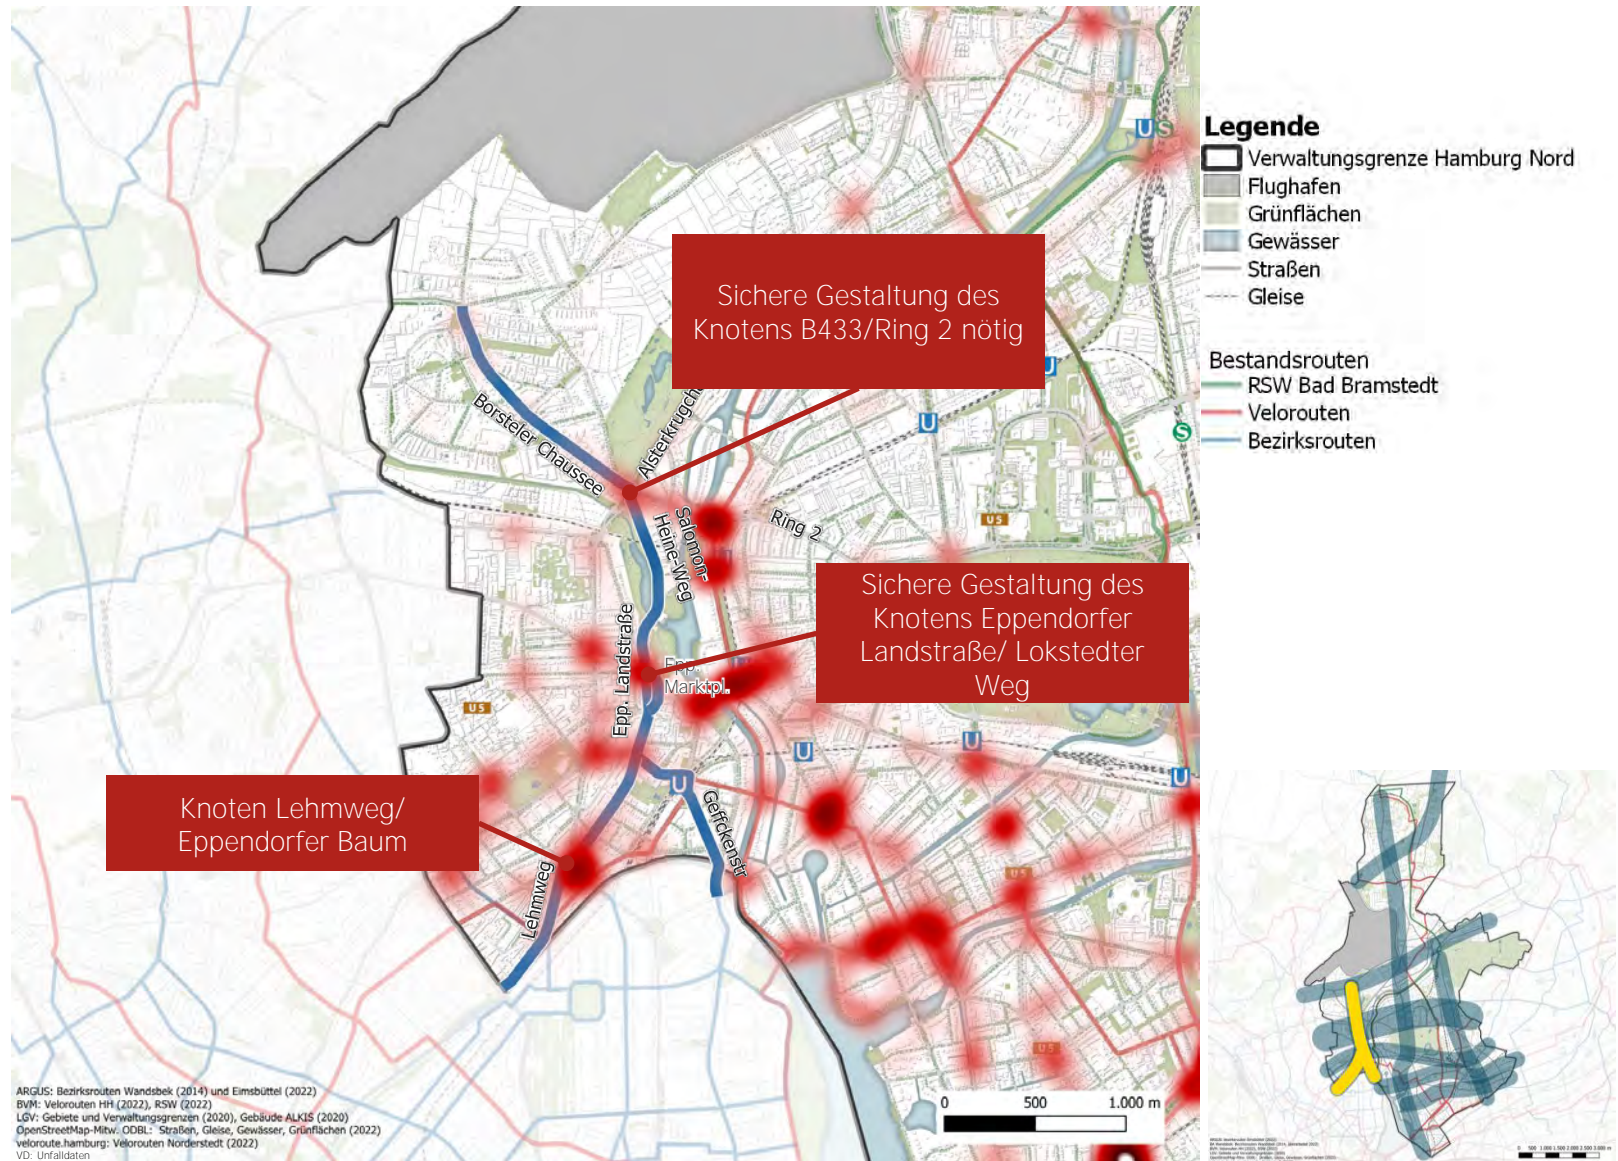 Legende
Verwaltungsgrenze Hamburg Nord
Flughafen
Grünflächen
Gewässer
Straßen
Gleise
Bestandsrouten
RSW Bad Bramstedt
Velorouten
Bezirksrouten
U S
Sichere Gestaltung des
Knotens B433/Ring 2 nötig
U
U
S
Borsteler Chaussee
Alsterkrugch
Salomon-
Heine-Weg
Ring 2
U5
Sichere Gestaltung des
Knotens Eppendorfer
Landstraße/ Lokstedter
Weg
Epp. Landstraße
Epp.
Marktpl.
U5
U
U
U
U
Knoten Lehmweg/
Eppendorfer Baum
Geffckenstr
Lehmweg
U5
U5
0 500 1.000 m
ARGUS: Bezirksrouten Wandsbek (2014) und Eimsbüttel (2022)
BVM: Velorouten HH (2022), RSW (2022)
LGV: Gebiete und Verwaltungsgrenzen (2020), Gebäude ALKIS (2020)
OpenStreetMap-Mitw. ODBL: Straßen, Gleise, Gewässer, Grünflächen (2022)
veloroute.hamburg: Velorouten Norderstedt (2022)
VD: Unfalldaten